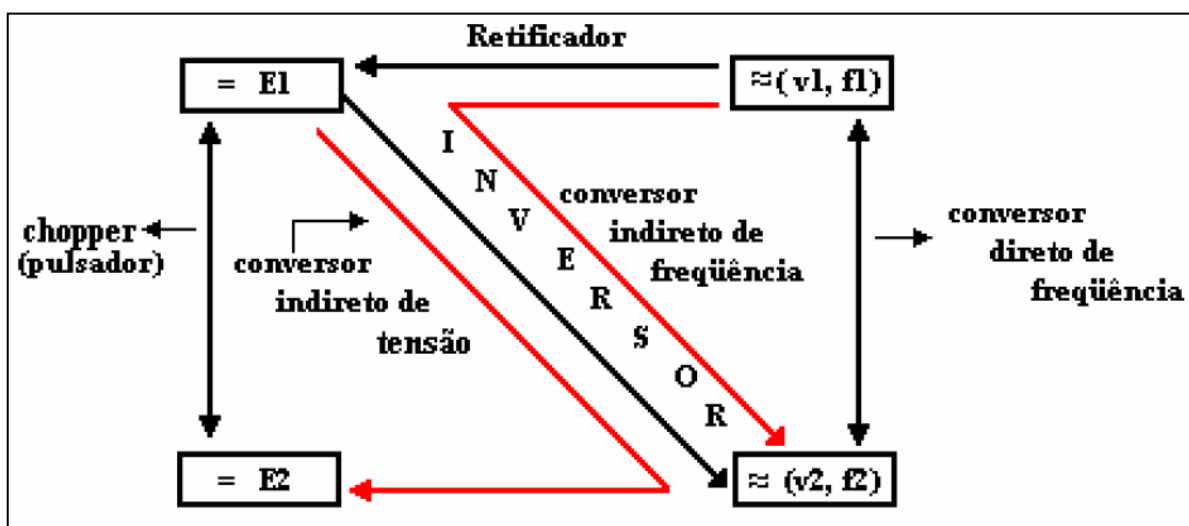 Retificador
= E1
≈(v1, f1)
INVERSOR
chopper
(pulsador)
conversor
indireto de
tensão
conversor
indireto de
freqüência
conversor
direto de
freqüência
= E2
≈ (v2, f2)